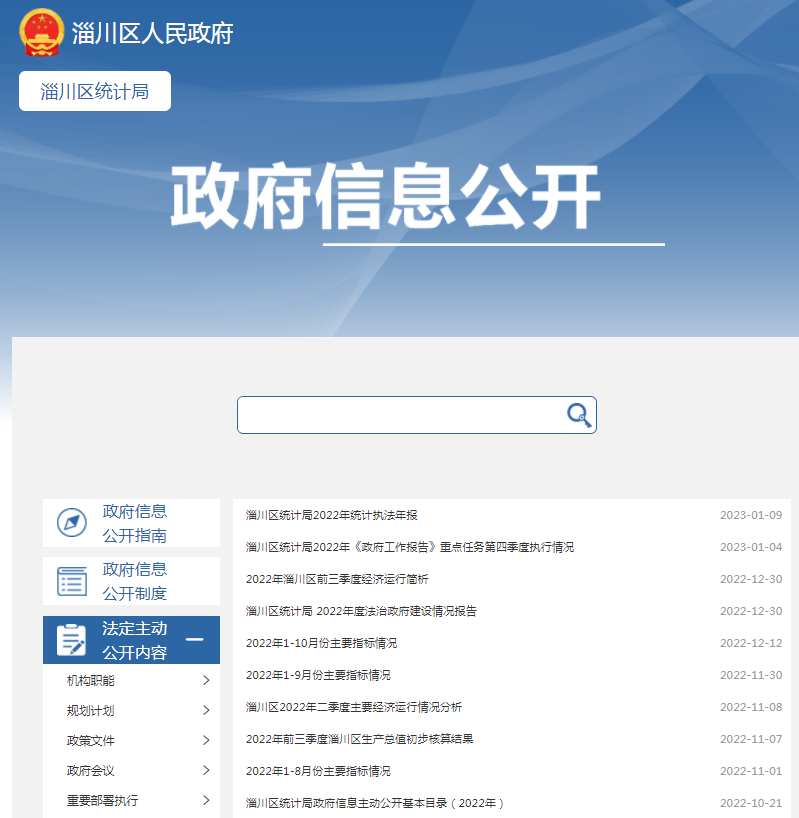 淄川区人民政府
淄川区统计局
政府信息公开
政府信息
公开指南
政府信息
公开制度
法定主动
公开内容
机构职能
规划计划
政策文件
政府会议
重要部署执行
淄川区统计局2022年统计执法年报 2023-01-09
淄川区统计局2022年《政府工作报告》重点任务第四季度执行情况 2023-01-04
2022年淄川区前三季度经济运行简析 2022-12-30
淄川区统计局 2022年度法治政府建设情况报告 2022-12-30
2022年1-10月份主要指标情况 2022-12-12
2022年1-9月份主要指标情况 2022-11-30
淄川区2022年二季度主要经济运行情况分析 2022-11-08
2022年前三季度淄川区生产总值初步核算结果 2022-11-07
2022年1-8月份主要指标情况 2022-11-01
淄川区统计局政府信息主动公开基本目录（2022年） 2022-10-21